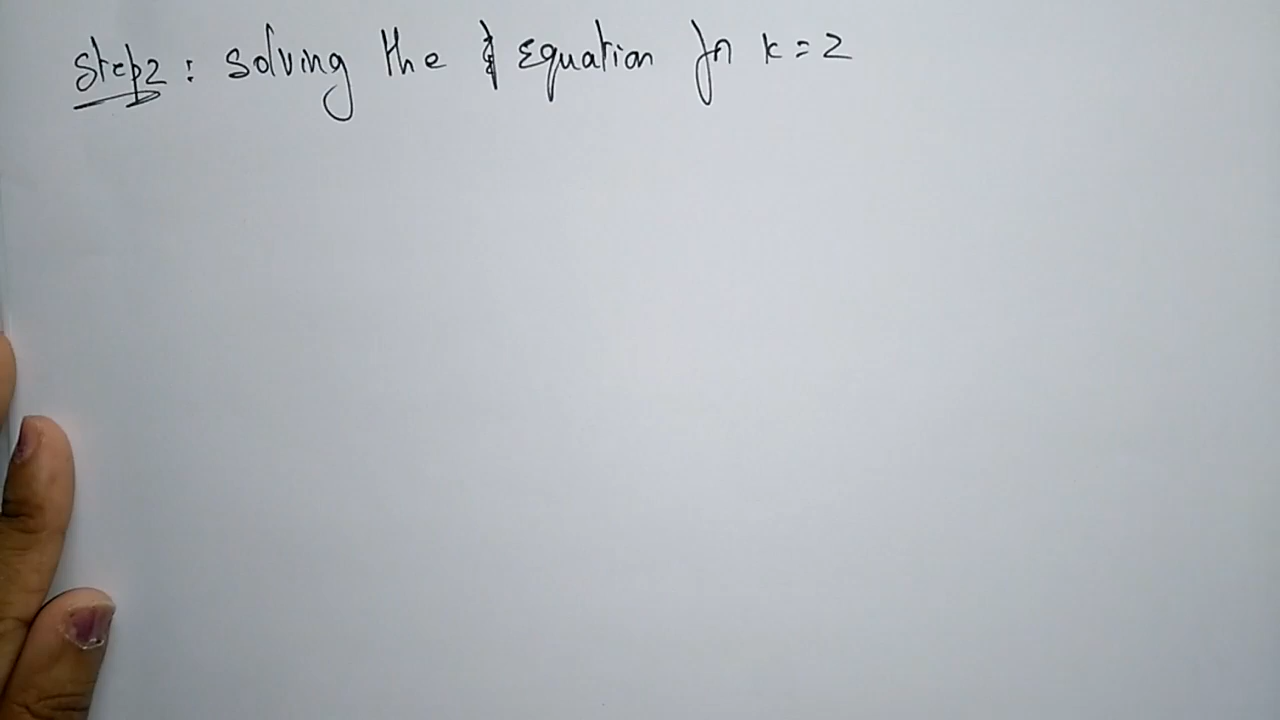 Step2 : Solving the Equation for k = 2